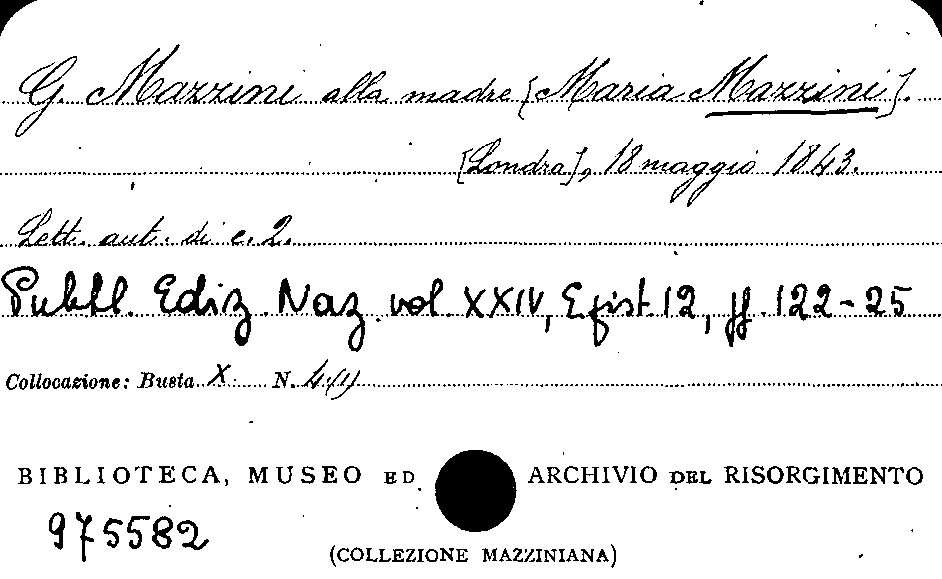 G. Mazzini alla madre [Maria Mazzini].
[Londra], 18 maggio 1843.
Lett. aut. di c. 2.
Pubbl. Ediz. Naz. vol. XXIV, Epist. 12, pp. 122-25
Collocazione: Busta X N. 4(1)
BIBLIOTECA, MUSEO ED ARCHIVIO DEL RISORGIMENTO
975582
(COLLEZIONE MAZZINIANA)